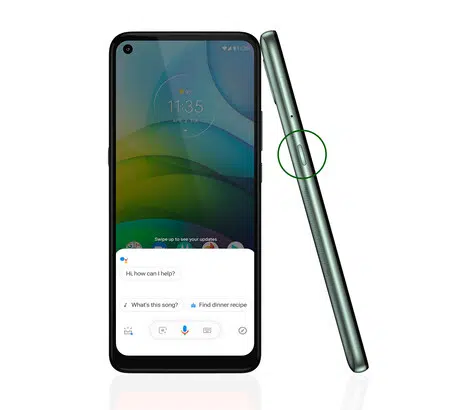 11:35
Swipe up to see your updates
Hi, how can I help?
What's this song?
Find dinner recipe